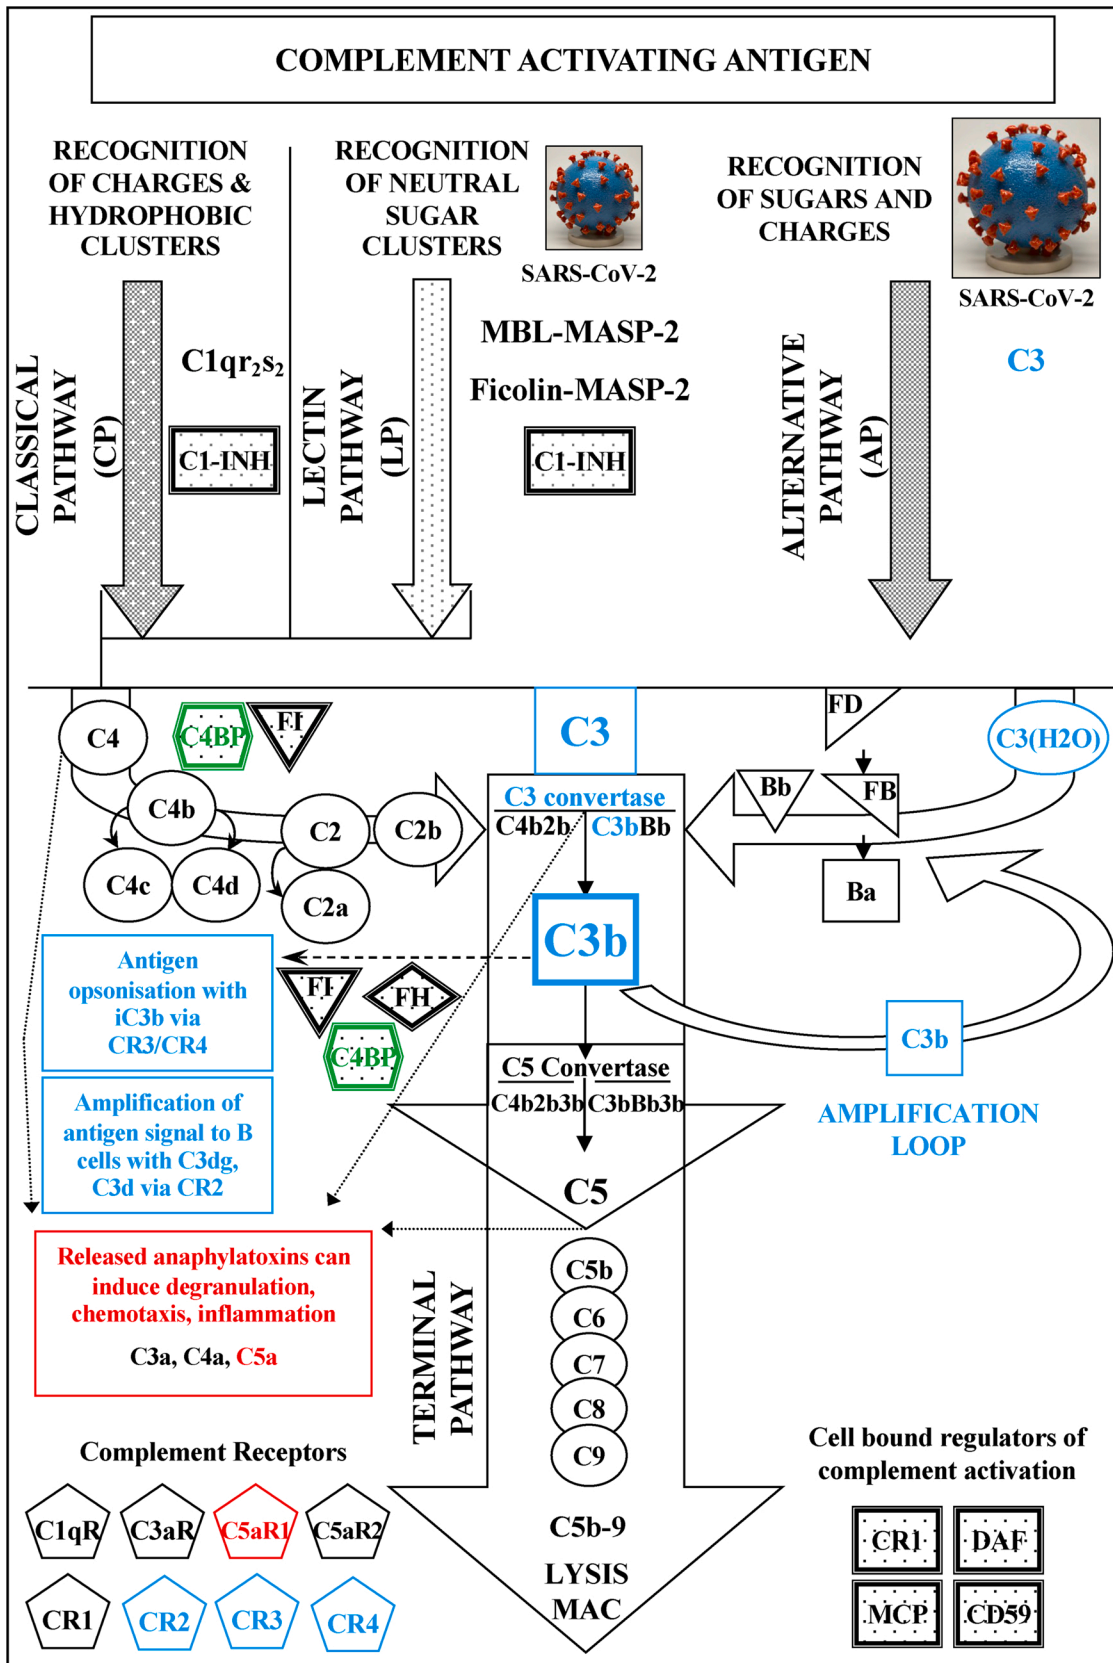 COMPLEMENT ACTIVATING ANTIGEN
RECOGNITION
OF CHARGES &
HYDROPHOBIC
CLUSTERS
RECOGNITION
OF NEUTRAL
SUGAR
CLUSTERS
SARS-CoV-2
RECOGNITION
OF SUGARS AND
CHARGES
SARS-CoV-2
CLASSICAL
PATHWAY
(CP)
C1qr₂s₂
C1-INH
LECTIN
PATHWAY
(LP)
MBL-MASP-2
Ficolin-MASP-2
C1-INH
ALTERNATIVE
PATHWAY
(AP)
C3
C4
C4BP
FI
C3
FD
C3(H2O)
C4b
C2
C2b
C4c
C4d
C2a
C3 convertase
C4b2b
C3bBb
Bb
FB
Ba
C3b
Antigen
opsonisation with
iC3b via
CR3/CR4
FI
FH
C4BP
C3b
AMPLIFICATION
LOOP
Amplification of
antigen signal to B
cells with C3dg,
C3d via CR2
C5 Convertase
C4b2b3b
C3bBb3b
C5
Released anaphylatoxins can
induce degranulation,
chemotaxis, inflammation
C3a, C4a, C5a
TERMINAL
PATHWAY
C5b
C6
C7
C8
C9
C5b-9
LYSIS
MAC
Complement Receptors
C1qR
C3aR
C5aR1
C5aR2
CR1
CR2
CR3
CR4
Cell bound regulators of
complement activation
CR1
DAF
MCP
CD59